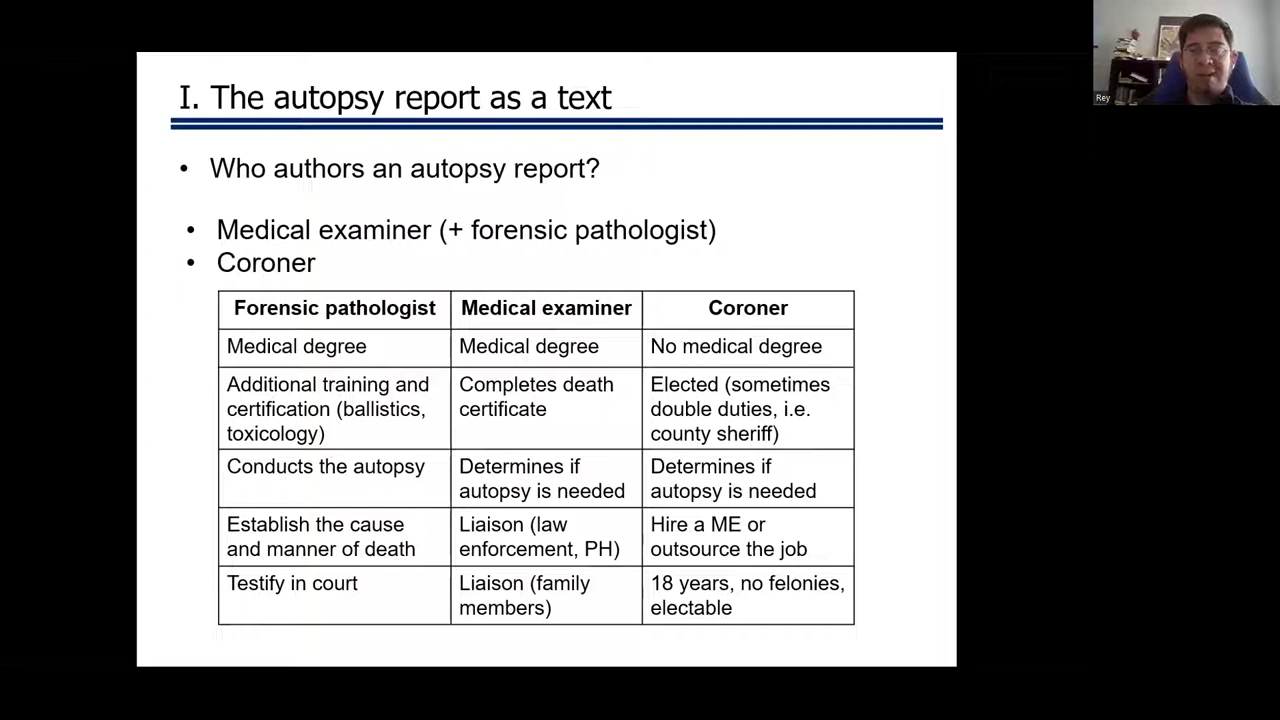 I. The autopsy report as a text
• Who authors an autopsy report?
• Medical examiner (+ forensic pathologist)
• Coroner
Forensic pathologist Medical examiner Coroner
Medical degree Medical degree No medical degree
Additional training and Completes death Elected (sometimes
certification (ballistics, certificate double duties, i.e.
toxicology) county sheriff)
Conducts the autopsy Determines if Determines if
autopsy is needed autopsy is needed
Establish the cause Liaison (law Hire a ME or
and manner of death enforcement, PH) outsource the job
Testify in court Liaison (family 18 years, no felonies,
members) electable
Rey